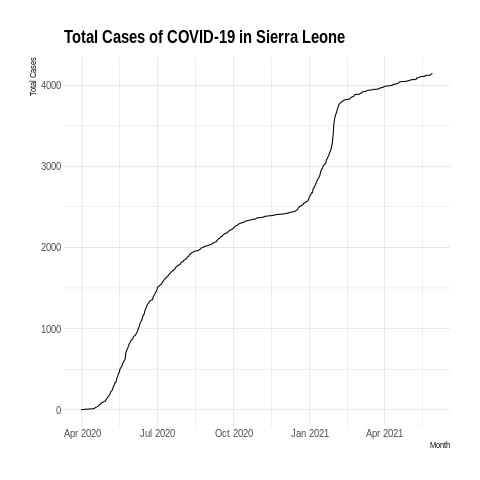 Total Cases of COVID-19 in Sierra Leone
Total Cases
4000
3000
2000
1000
0
Apr 2020 Jul 2020 Oct 2020 Jan 2021 Apr 2021
Month